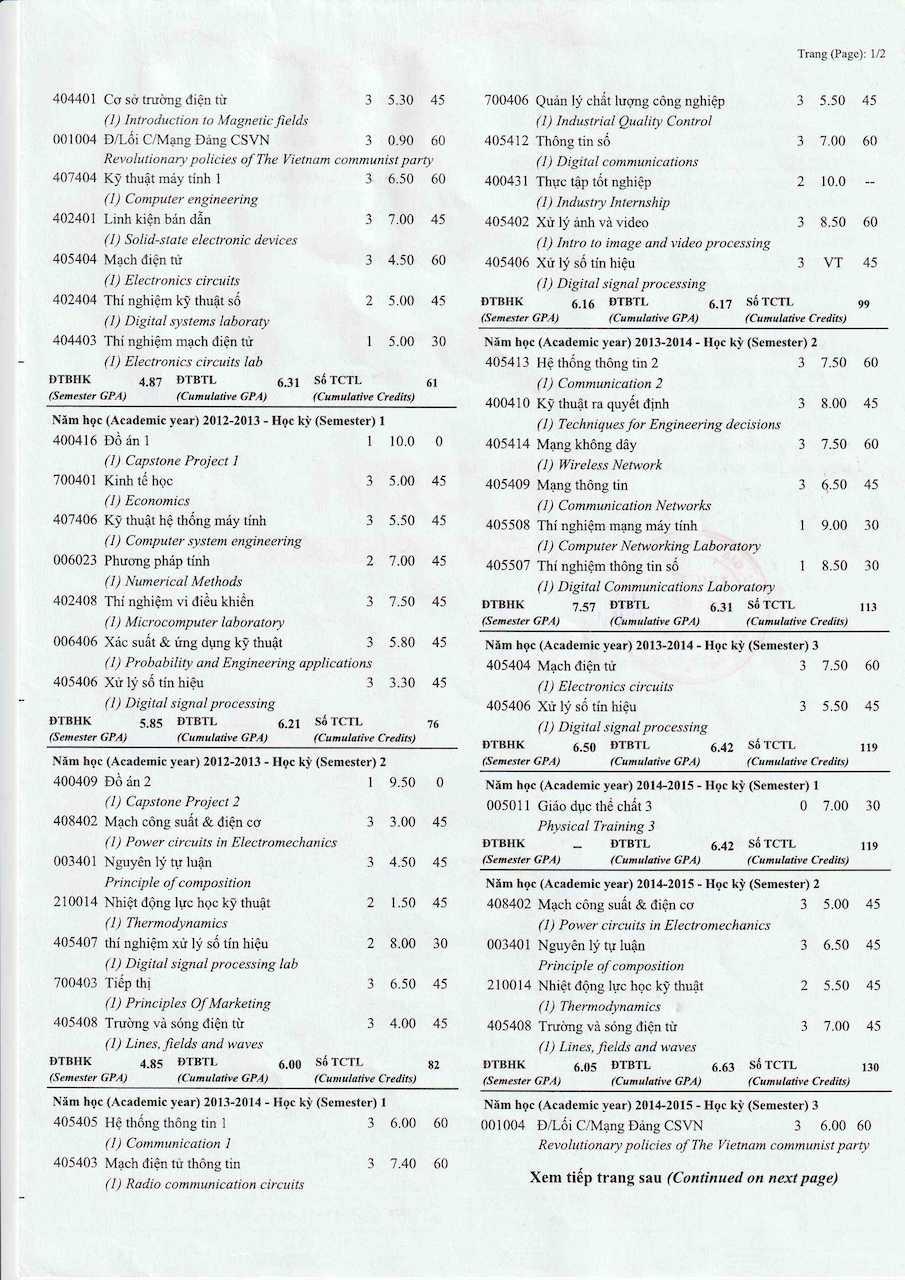 Trang (Page): 1/2
404401 Cơ sở trường điện từ 3 5.30 45
(1) Introduction to Magnetic fields
001004 Đ/Lối C/Mạng Đảng CSVN 3 0.90 60
Revolutionary policies of The Vietnam communist party
407404 Kỹ thuật máy tính 1 3 6.50 60
(1) Computer engineering
402401 Linh kiện bán dẫn 3 7.00 45
(1) Solid-state electronic devices
405404 Mạch điện tử 3 4.50 60
(1) Electronics circuits
402404 Thí nghiệm kỹ thuật số 2 5.00 45
(1) Digital systems laboraty
404403 Thí nghiệm mạch điện tử 1 5.00 30
(1) Electronics circuits lab
ĐTBHK 4.87 ĐTBTL 6.31 Số TCTL 61
(Semester GPA) (Cumulative GPA) (Cumulative Credits)
Năm học (Academic year) 2012-2013 - Học kỳ (Semester) 1
400416 Đồ án 1 1 10.0 0
(1) Capstone Project 1
700401 Kinh tế học 3 5.00 45
(1) Economics
407406 Kỹ thuật hệ thống máy tính 3 5.50 45
(1) Computer system engineering
006023 Phương pháp tính 2 7.00 45
(1) Numerical Methods
402408 Thí nghiệm vi điều khiển 3 7.50 45
(1) Microcomputer laboratory
006406 Xác suất & ứng dụng kỹ thuật 3 5.80 45
(1) Probability and Engineering applications
405406 Xử lý số tín hiệu 3 3.30 45
(1) Digital signal processing
ĐTBHK 5.85 ĐTBTL 6.21 Số TCTL 76
(Semester GPA) (Cumulative GPA) (Cumulative Credits)
Năm học (Academic year) 2012-2013 - Học kỳ (Semester) 2
400409 Đồ án 2 1 9.50 0
(1) Capstone Project 2
408402 Mạch công suất & điện cơ 3 3.00 45
(1) Power circuits in Electromechanics
003401 Nguyên lý tự luận 3 4.50 45
Principle of composition
210014 Nhiệt động lực học kỹ thuật 2 1.50 45
(1) Thermodynamics
405407 thí nghiệm xử lý số tín hiệu 2 8.00 30
(1) Digital signal processing lab
700403 Tiếp thị 3 6.50 45
(1) Principles Of Marketing
405408 Trường và sóng điện từ 3 4.00 45
(1) Lines, fields and waves
ĐTBHK 4.85 ĐTBTL 6.00 Số TCTL 82
(Semester GPA) (Cumulative GPA) (Cumulative Credits)
Năm học (Academic year) 2013-2014 - Học kỳ (Semester) 1
405405 Hệ thống thông tin 1 3 6.00 60
(1) Communication 1
405403 Mạch điện tử thông tin 3 7.40 60
(1) Radio communication circuits
700406 Quản lý chất lượng công nghiệp 3 5.50 45
(1) Industrial Quality Control
405412 Thông tin số 3 7.00 60
(1) Digital communications
400431 Thực tập tốt nghiệp 2 10.0 --
(1) Industry Internship
405402 Xử lý ảnh và video 3 8.50 60
(1) Intro to image and video processing
405406 Xử lý số tín hiệu 3 VT 45
(1) Digital signal processing
ĐTBHK 6.16 ĐTBTL 6.17 Số TCTL 99
(Semester GPA) (Cumulative GPA) (Cumulative Credits)
Năm học (Academic year) 2013-2014 - Học kỳ (Semester) 2
405413 Hệ thống thông tin 2 3 7.50 60
(1) Communication 2
400410 Kỹ thuật ra quyết định 3 8.00 45
(1) Techniques for Engineering decisions
405414 Mạng không dây 3 7.50 60
(1) Wireless Network
405409 Mạng thông tin 3 6.50 45
(1) Communication Networks
405508 Thí nghiệm mạng máy tính 1 9.00 30
(1) Computer Networking Laboratory
405507 Thí nghiệm thông tin số 1 8.50 30
(1) Digital Communications Laboratory
ĐTBHK 7.57 ĐTBTL 6.31 Số TCTL 113
(Semester GPA) (Cumulative GPA) (Cumulative Credits)
Năm học (Academic year) 2013-2014 - Học kỳ (Semester) 3
405404 Mạch điện tử 3 7.50 60
(1) Electronics circuits
405406 Xử lý số tín hiệu 3 5.50 45
(1) Digital signal processing
ĐTBHK 6.50 ĐTBTL 6.42 Số TCTL 119
(Semester GPA) (Cumulative GPA) (Cumulative Credits)
Năm học (Academic year) 2014-2015 - Học kỳ (Semester) 1
005011 Giáo dục thể chất 3 0 7.00 30
Physical Training 3
ĐTBHK -- ĐTBTL 6.42 Số TCTL 119
(Semester GPA) (Cumulative GPA) (Cumulative Credits)
Năm học (Academic year) 2014-2015 - Học kỳ (Semester) 2
408402 Mạch công suất & điện cơ 3 5.00 45
(1) Power circuits in Electromechanics
003401 Nguyên lý tự luận 3 6.50 45
Principle of composition
210014 Nhiệt động lực học kỹ thuật 2 5.50 45
(1) Thermodynamics
405408 Trường và sóng điện từ 3 7.00 45
(1) Lines, fields and waves
ĐTBHK 6.05 ĐTBTL 6.63 Số TCTL 130
(Semester GPA) (Cumulative GPA) (Cumulative Credits)
Năm học (Academic year) 2014-2015 - Học kỳ (Semester) 3
001004 Đ/Lối C/Mạng Đảng CSVN 3 6.00 60
Revolutionary policies of The Vietnam communist party
Xem tiếp trang sau (Continued on next page)